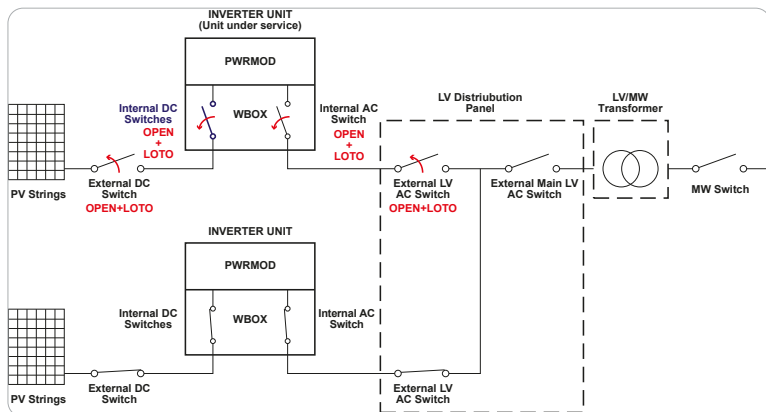 INVERTER UNIT
(Unit under service)
PWRMOD
WBOX
Internal DC
Switches
OPEN
+
LOTO
Internal AC
Switch
OPEN
+
LOTO
LV Distriubution
Panel
LV/MW
Transformer
PV Strings
External DC
Switch
OPEN+LOTO
External LV
AC Switch
OPEN+LOTO
External Main LV
AC Switch
MW Switch
INVERTER UNIT
PWRMOD
WBOX
Internal DC
Switches
Internal AC
Switch
PV Strings
External DC
Switch
External LV
AC Switch